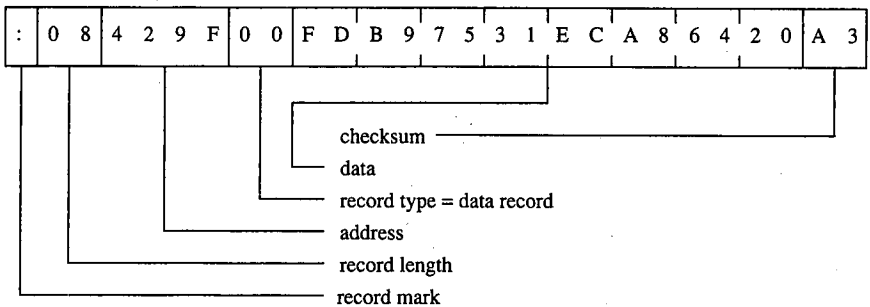 : 0 8 4 2 9 F 0 0 F D B 9 7 5 3 1 E C A 8 6 4 2 0 A 3
checksum
data
record type = data record
address
record length
record mark